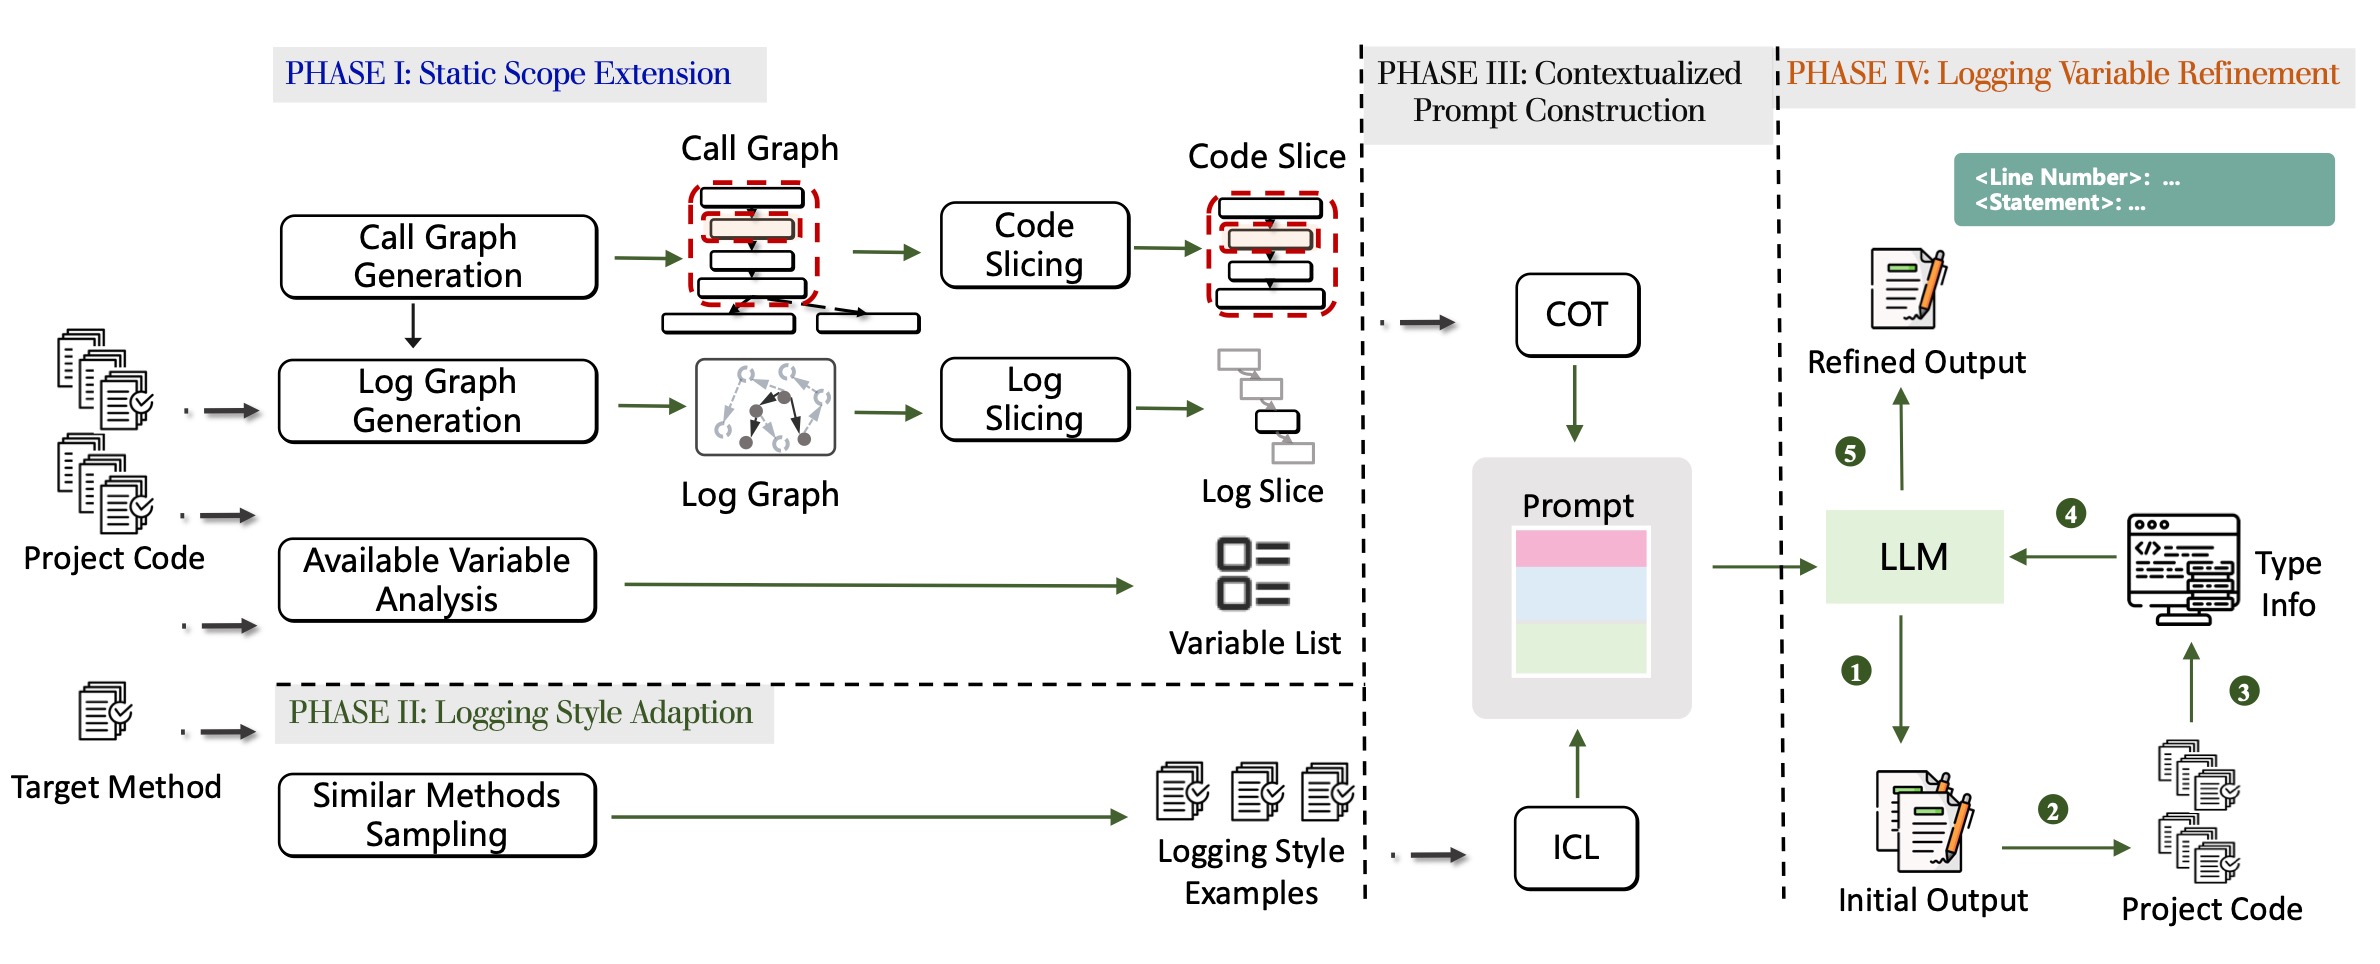 PHASE I: Static Scope Extension
Call Graph
Code Slice
Call Graph
Generation
Code
Slicing
Log Graph
Generation
Log
Slicing
Log Graph
Log Slice
Project Code
Available Variable
Analysis
Variable List
PHASE II: Logging Style Adaption
Target Method
Similar Methods
Sampling
Logging Style
Examples
PHASE III: Contextualized
Prompt Construction
COT
Prompt
ICL
PHASE IV: Logging Variable Refinement
<Line Number>: ...
<Statement>: ...
Refined Output
5
LLM
4
Type
Info
1
3
2
Initial Output
Project Code